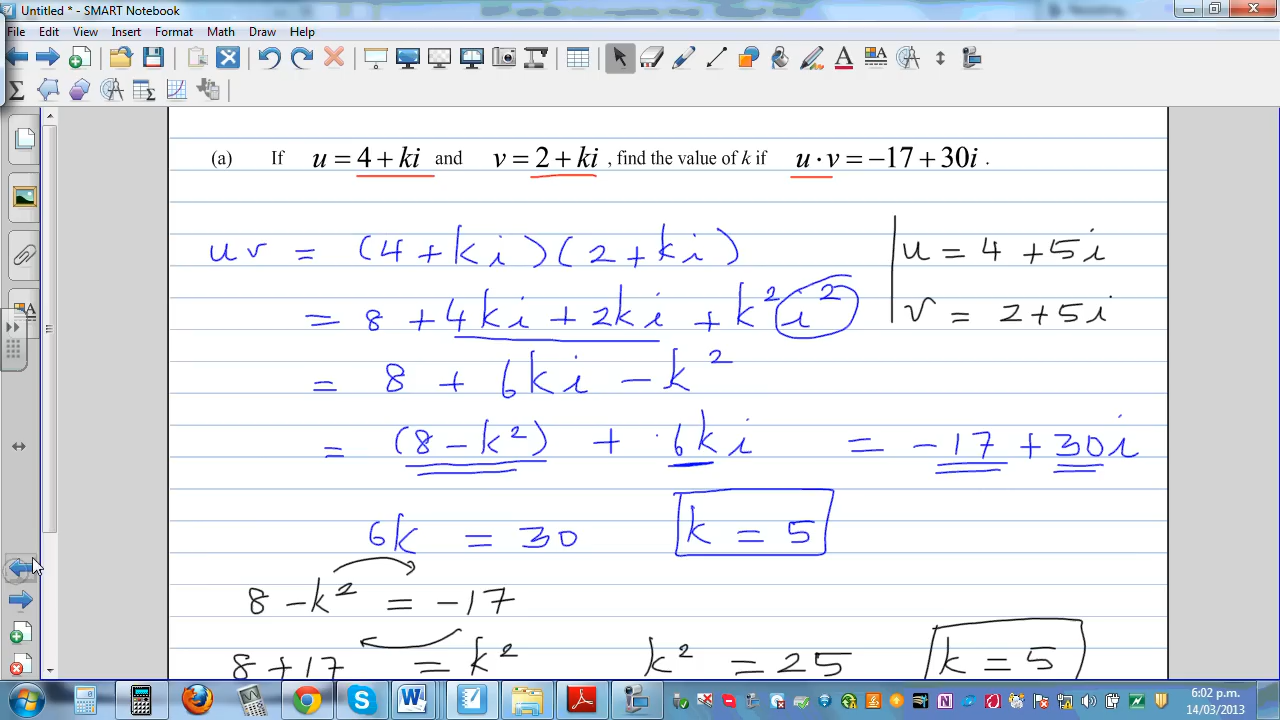 Untitled * - SMART Notebook
File Edit View Insert Format Math Draw Help
(a) If u = 4 + ki and v = 2 + ki , find the value of k if u · v = −17 + 30i .
uv = (4 + ki)(2 + ki)
u = 4 + 5i
= 8 + 4ki + 2ki + k² i²
v = 2 + 5i
= 8 + 6ki − k²
= (8 − k²) + 6ki = −17 + 30i
6k = 30 k = 5
8 − k² = −17
8 + 17 = k² k² = 25 k = 5
6:02 p.m.
14/03/2013